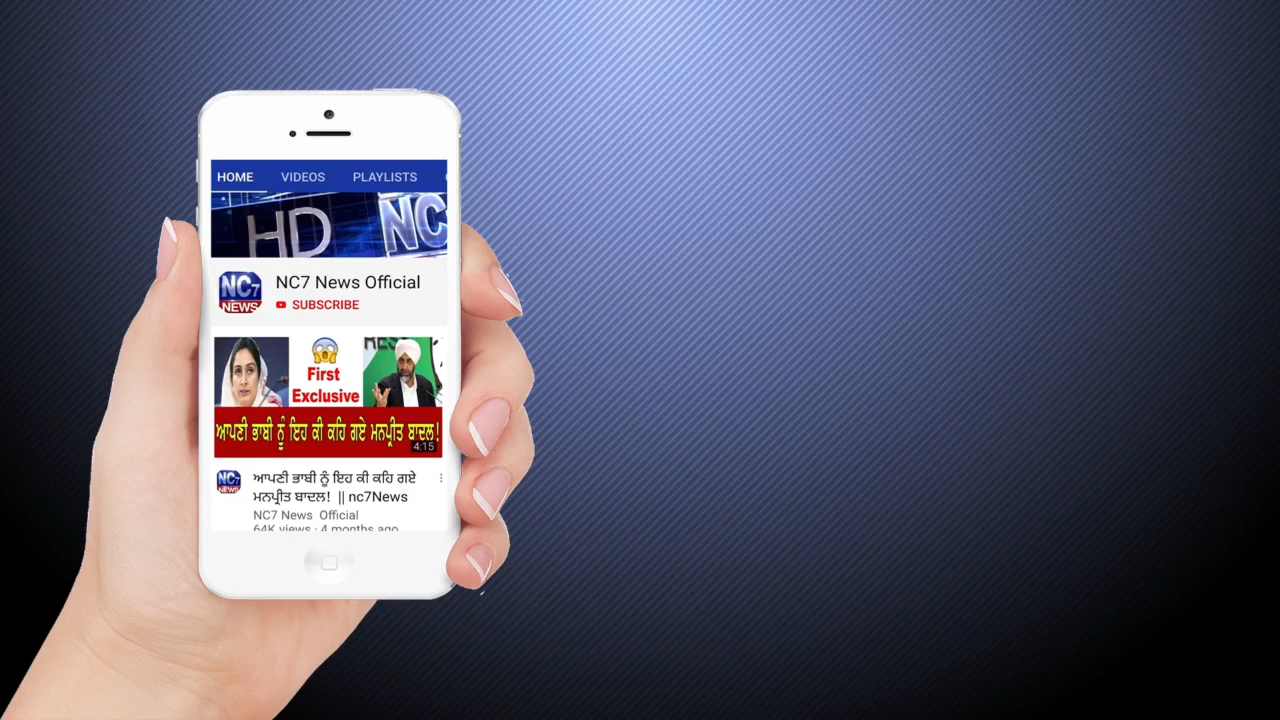 HOME VIDEOS PLAYLISTS
HD NC
NC7 NEWS
NC7 News Official
SUBSCRIBE
First
Exclusive
ਆਪਣੀ ਭਾਬੀ ਨੂੰ ਇਹ ਕੀ ਕਹਿ ਗਏ ਮਨਪ੍ਰੀਤ ਬਾਦਲ!
4:15
NC7 NEWS
ਆਪਣੀ ਭਾਬੀ ਨੂੰ ਇਹ ਕੀ ਕਹਿ ਗਏ
ਮਨਪ੍ਰੀਤ ਬਾਦਲ! || nc7News
NC7 News Official
64K views · 4 months ago